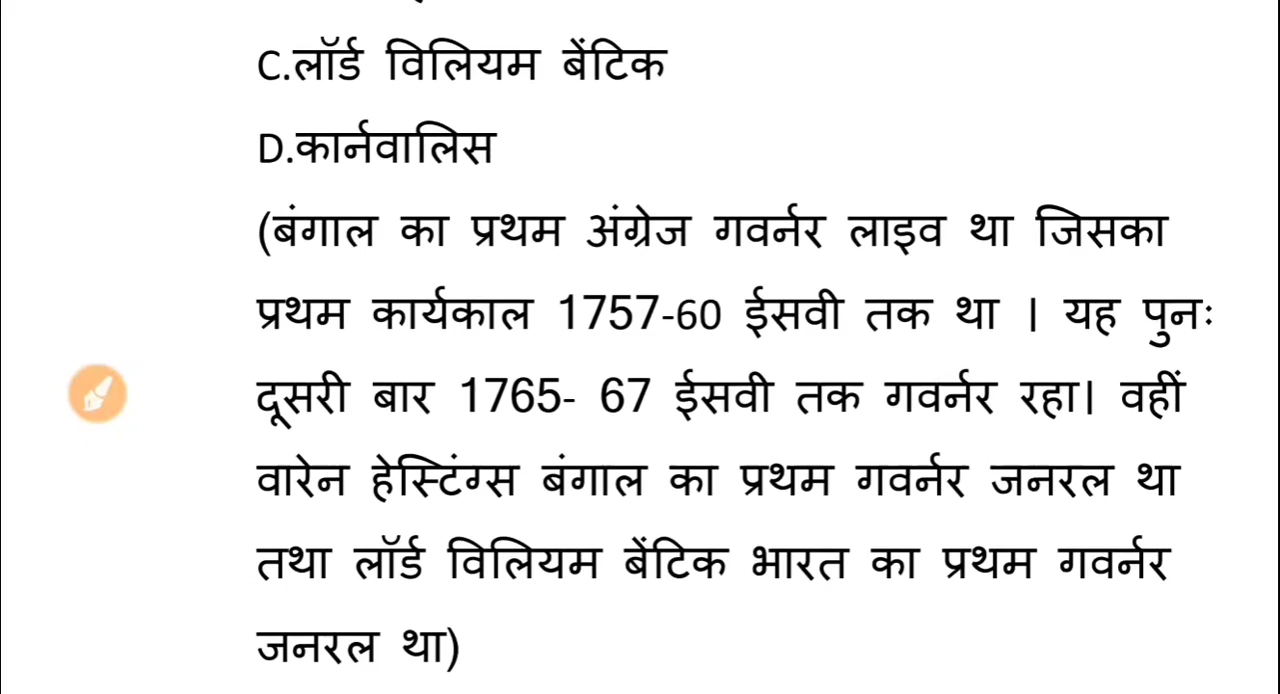 C.लॉर्ड विलियम बेंटिक
D.कार्नवालिस
(बंगाल का प्रथम अंग्रेज गवर्नर लाइव था जिसका
प्रथम कार्यकाल 1757-60 ईसवी तक था । यह पुनः
दूसरी बार 1765- 67 ईसवी तक गवर्नर रहा। वहीं
वारेन हेस्टिंग्स बंगाल का प्रथम गवर्नर जनरल था
तथा लॉर्ड विलियम बेंटिक भारत का प्रथम गवर्नर
जनरल था)